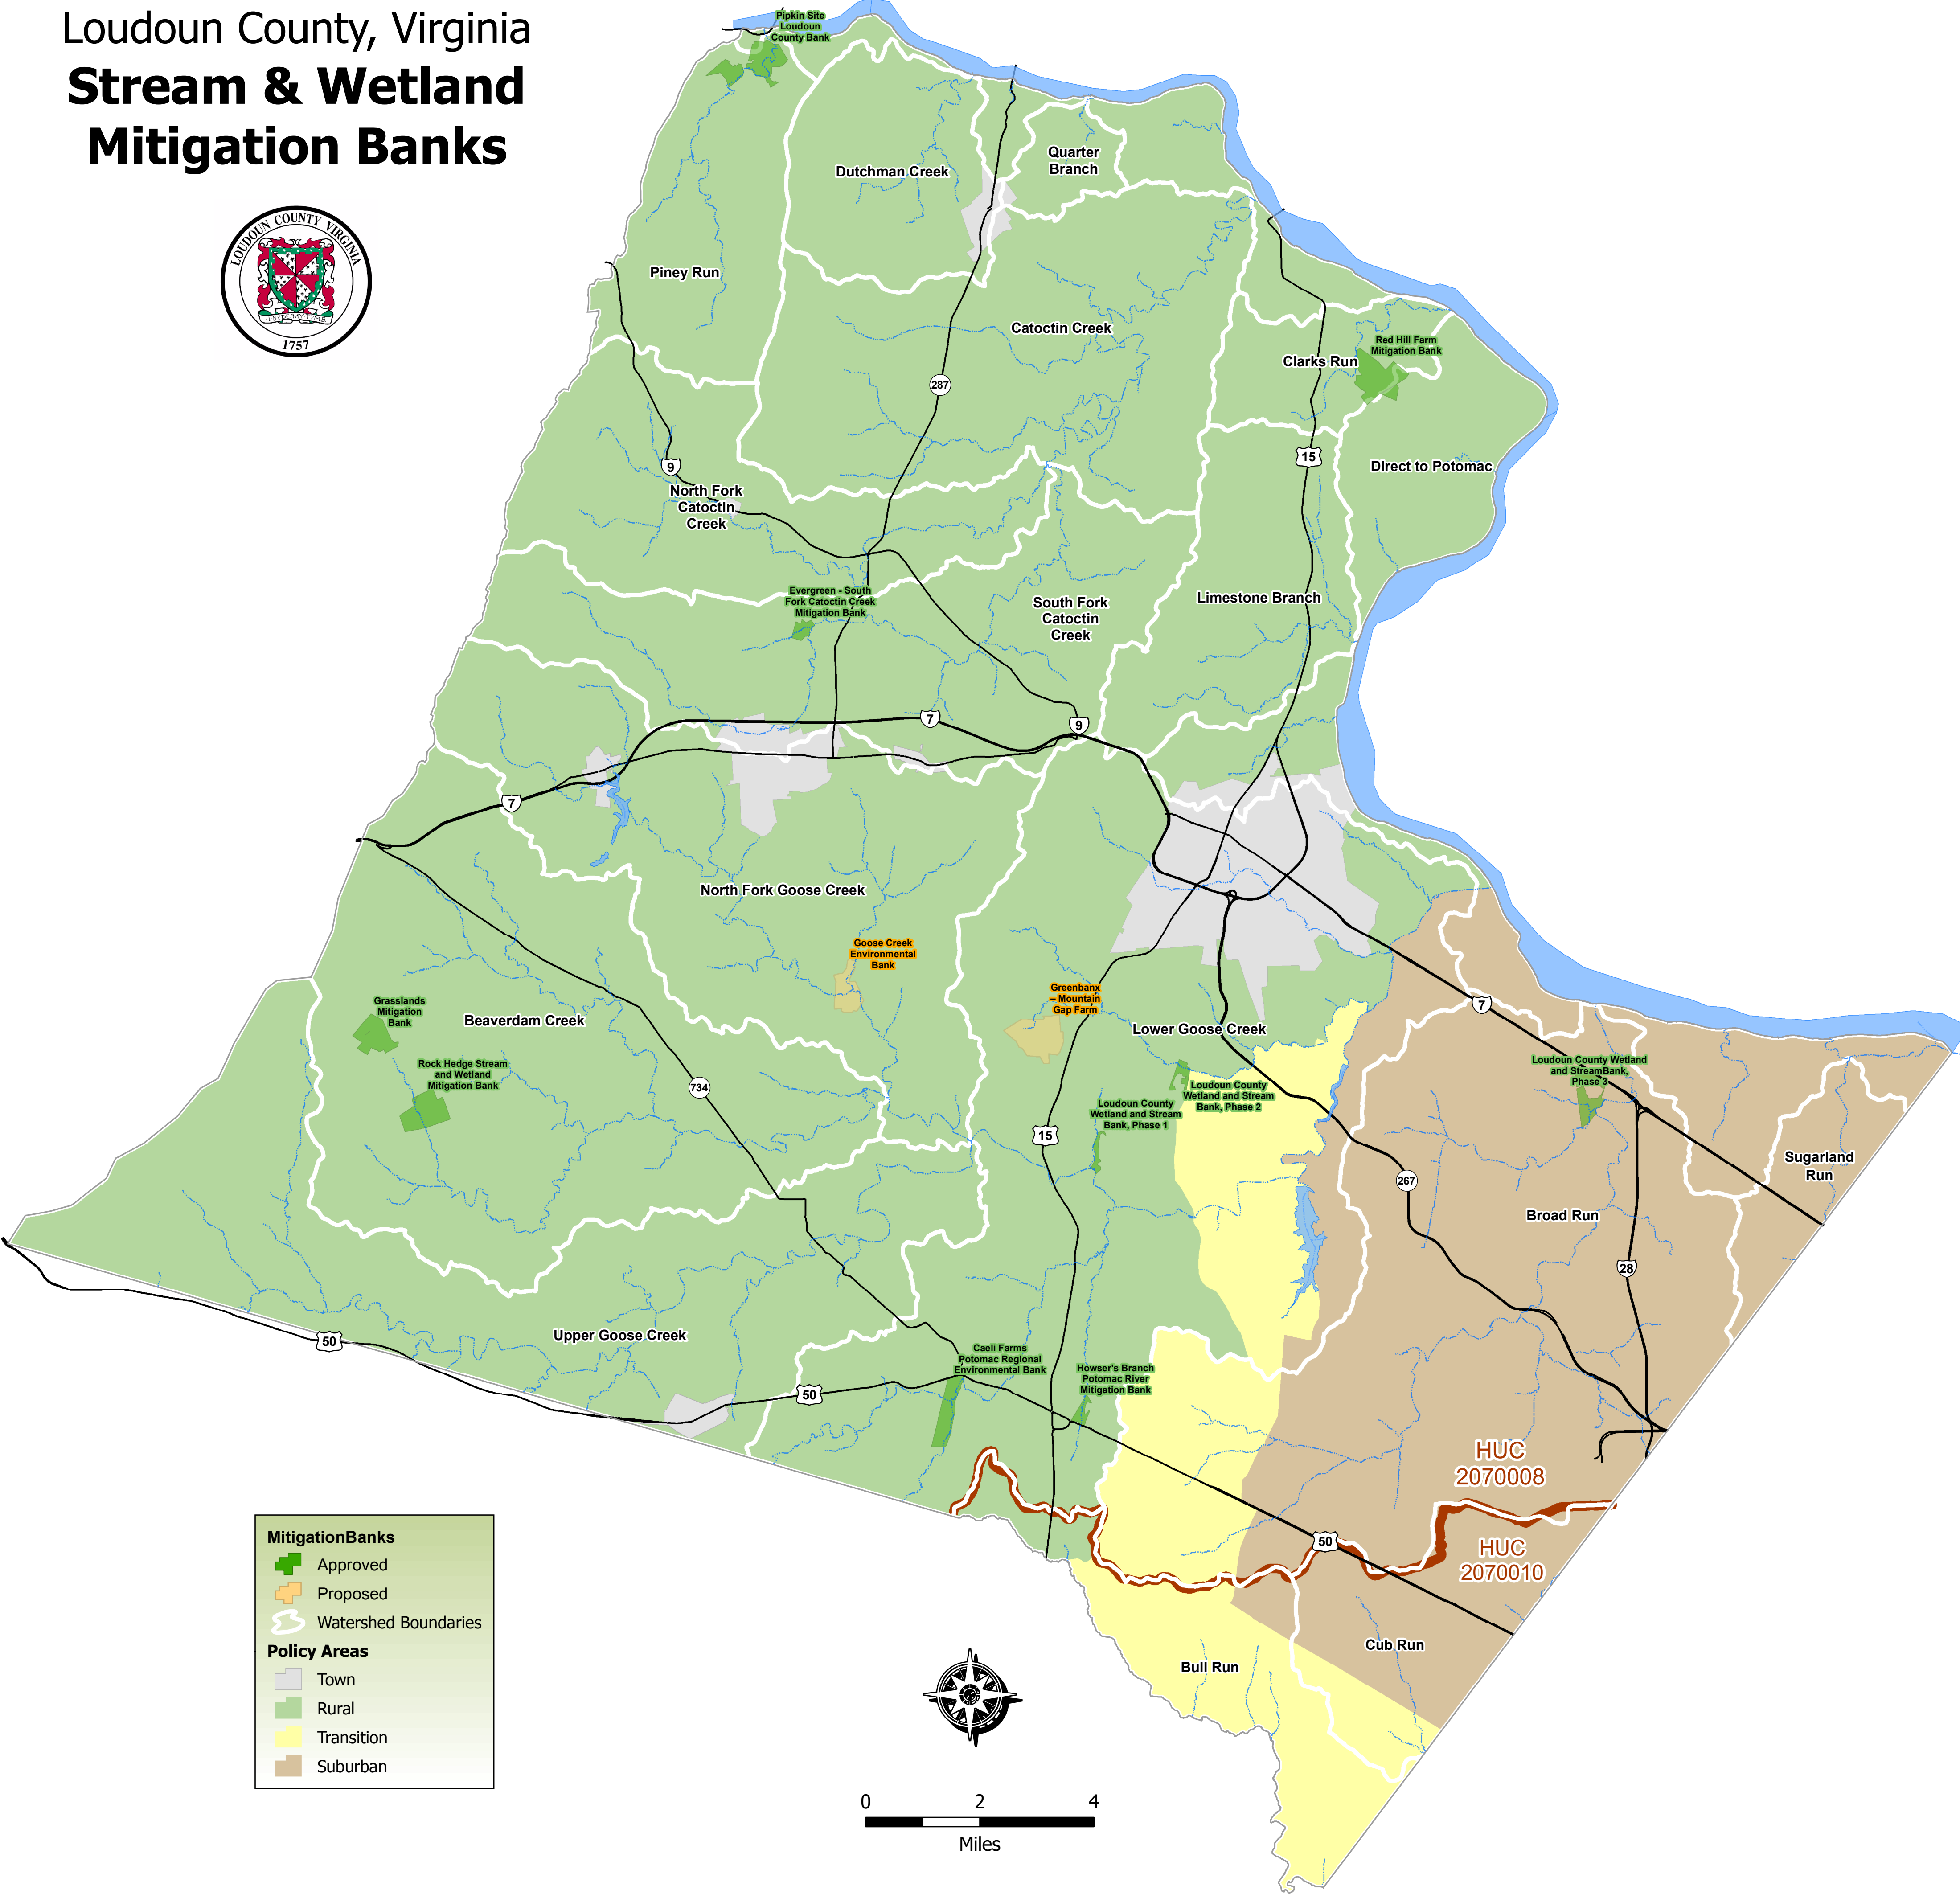 Loudoun County, Virginia
Stream & Wetland
Mitigation Banks
LOUDOUN COUNTY VIRGINIA
I BYDE MY TIME
1757
Pipkin Site
Loudoun
County Bank
Dutchman Creek
Quarter
Branch
Piney Run
Catoctin Creek
Clarks Run
Red Hill Farm
Mitigation Bank
287
15
9
Direct to Potomac
North Fork
Catoctin
Creek
Evergreen - South
Fork Catoctin Creek
Mitigation Bank
South Fork
Catoctin
Creek
Limestone Branch
7
9
7
North Fork Goose Creek
Goose Creek
Environmental
Bank
Greenbanx
– Mountain
Gap Farm
Grasslands
Mitigation
Bank
Beaverdam Creek
Lower Goose Creek
7
Rock Hedge Stream
and Wetland
Mitigation Bank
734
Loudoun County
Wetland and Stream
Bank, Phase 2
Loudoun County
Wetland and Stream
Bank, Phase 1
Loudoun County Wetland
and StreamBank,
Phase 3
15
267
Sugarland
Run
Broad Run
28
Upper Goose Creek
50
50
Caeli Farms
Potomac Regional
Environmental Bank
Howser's Branch
Potomac River
Mitigation Bank
HUC
2070008
50
HUC
2070010
Cub Run
Bull Run
MitigationBanks
Approved
Proposed
Watershed Boundaries
Policy Areas
Town
Rural
Transition
Suburban
0 2 4
Miles